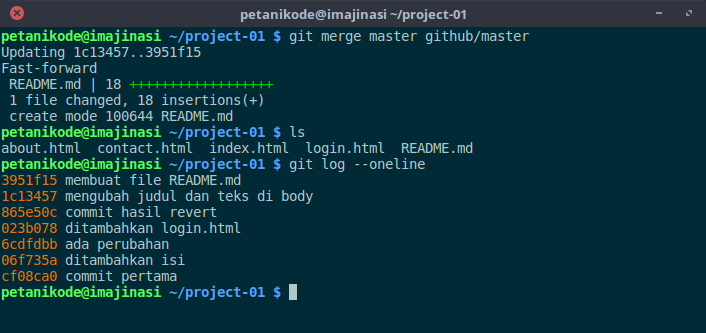 petanikode@imajinasi ~/project-01
petanikode@imajinasi ~/project-01 $ git merge master github/master
Updating 1c13457..3951f15
Fast-forward
 README.md | 18 ++++++++++++++++++
 1 file changed, 18 insertions(+)
 create mode 100644 README.md
petanikode@imajinasi ~/project-01 $ ls
about.html  contact.html  index.html  login.html  README.md
petanikode@imajinasi ~/project-01 $ git log --oneline
3951f15 membuat file README.md
1c13457 mengubah judul dan teks di body
865e50c commit hasil revert
023b078 ditambahkan login.html
6cdfdbb ada perubahan
06f735a ditambahkan isi
cf08ca0 commit pertama
petanikode@imajinasi ~/project-01 $